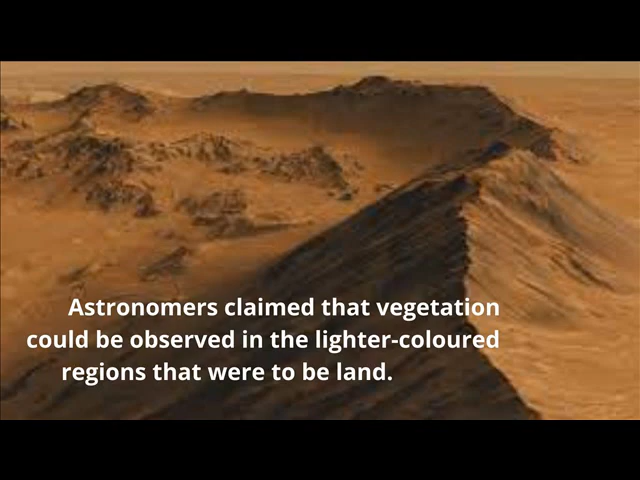 Astronomers claimed that vegetation
could be observed in the lighter-coloured
regions that were to be land.